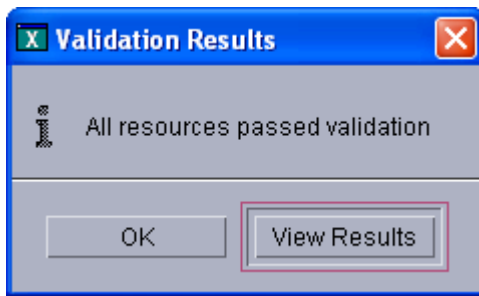 X Validation Results
All resources passed validation
OK
View Results